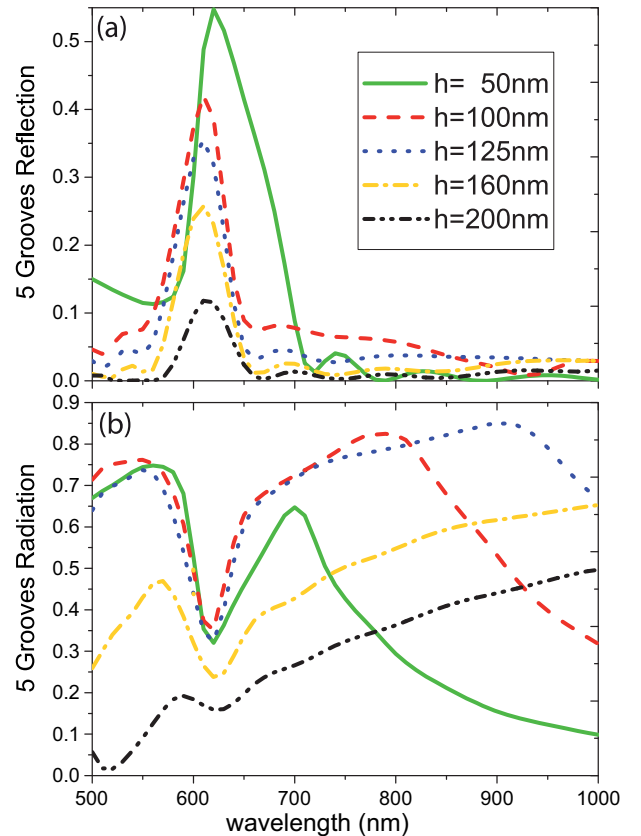 (a)
5 Grooves Reflection
0.5
0.4
0.3
0.2
0.1
0.0
h= 50nm
h=100nm
h=125nm
h=160nm
h=200nm
(b)
5 Grooves Radiation
0.9
0.8
0.7
0.6
0.5
0.4
0.3
0.2
0.1
0.0
500 600 700 800 900 1000
wavelength (nm)